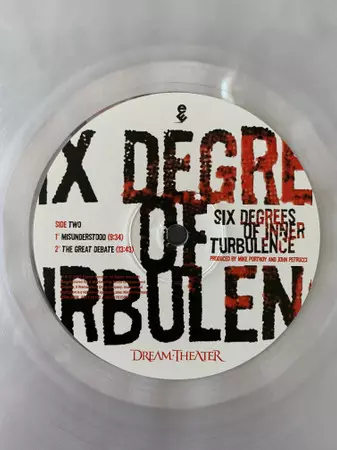 IX DEGRE
OF
URBULEN
SIX DEGREES
OF INNER
TURBULENCE
PRODUCED BY MIKE PORTNOY AND JOHN PETRUCCI
SIDE TWO
1* MISUNDERSTOOD (9:34)
2* THE GREAT DEBATE (13:43)
DREAM THEATER